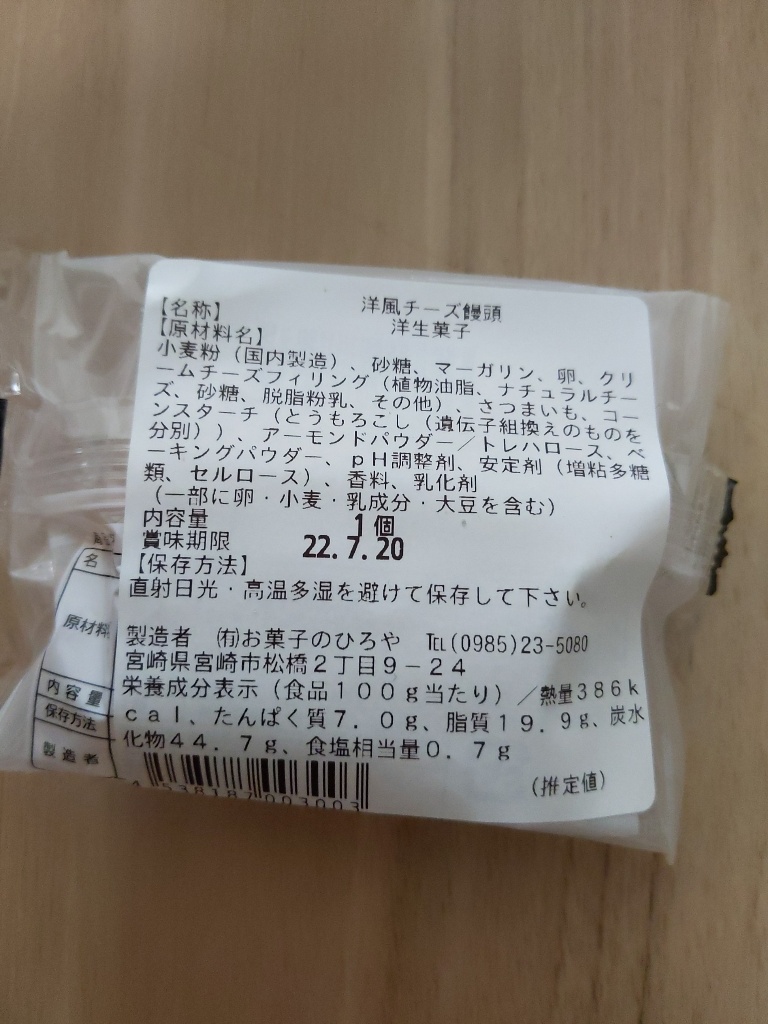 【名称】 洋風チーズ饅頭
【原材料名】 洋生菓子
小麦粉（国内製造）、砂糖、マーガリン、卵、クリ
ームチーズフィリング（植物油脂、ナチュラルチー
ズ、砂糖、脱脂粉乳、その他）、さつまいも、コー
ンスターチ（とうもろこし（遺伝子組換えのものを
分別））、アーモンドパウダー／トレハロース、ベ
ーキングパウダー、ｐＨ調整剤、安定剤（増粘多糖
類、セルロース）、香料、乳化剤
（一部に卵・小麦・乳成分・大豆を含む）
内容量 1個
賞味期限 22.7.20
【保存方法】
直射日光・高温多湿を避けて保存して下さい。
製造者 ㈲お菓子のひろや ℡(0985)23-5080
宮崎県宮崎市松橋２丁目９－２４
栄養成分表示（食品１００ｇ当たり）／熱量３８６ｋ
ｃａｌ、たんぱく質７．０ｇ、脂質１９．９ｇ、炭水
化物４４．７ｇ、食塩相当量０．７ｇ
（推定値）
4 538187 003003
名
原材料
内容量
保存方法
製造者